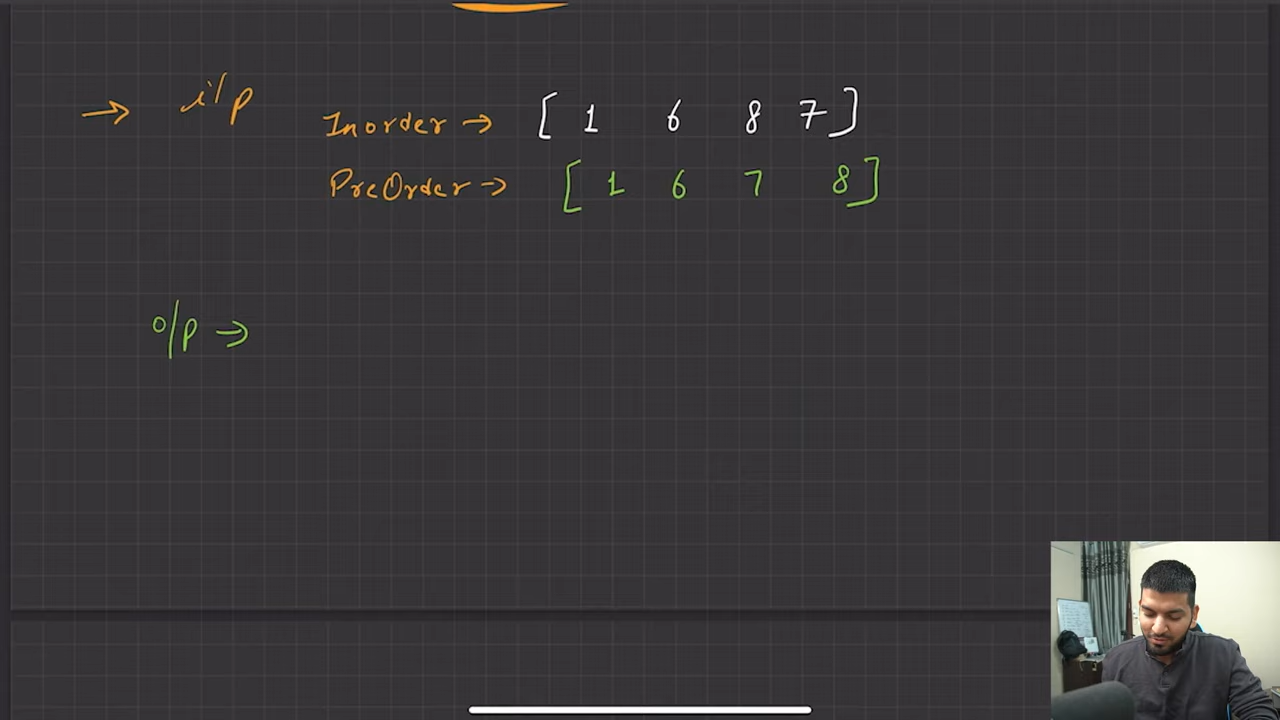 → i/p Inorder → [ 1 6 8 7 ]
PreOrder → [ 1 6 7 8 ]
o/p →